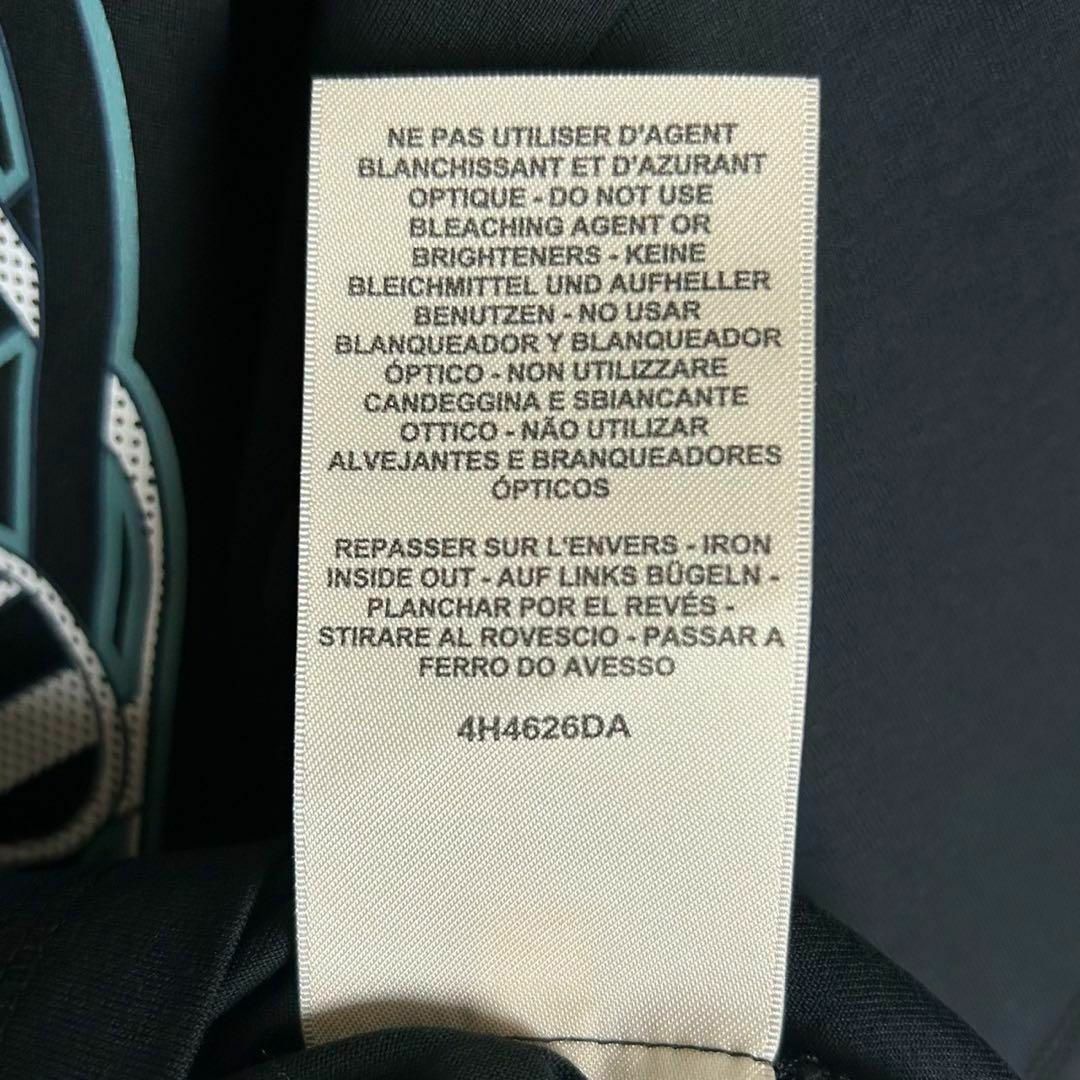 NE PAS UTILISER D'AGENT
BLANCHISSANT ET D'AZURANT
OPTIQUE - DO NOT USE
BLEACHING AGENT OR
BRIGHTENERS - KEINE
BLEICHMITTEL UND AUFHELLER
BENUTZEN - NO USAR
BLANQUEADOR Y BLANQUEADOR
ÓPTICO - NON UTILIZZARE
CANDEGGINA E SBIANCANTE
OTTICO - NÃO UTILIZAR
ALVEJANTES E BRANQUEADORES
ÓPTICOS
REPASSER SUR L'ENVERS - IRON
INSIDE OUT - AUF LINKS BÜGELN -
PLANCHAR POR EL REVÉS -
STIRARE AL ROVESCIO - PASSAR A
FERRO DO AVESSO
4H4626DA